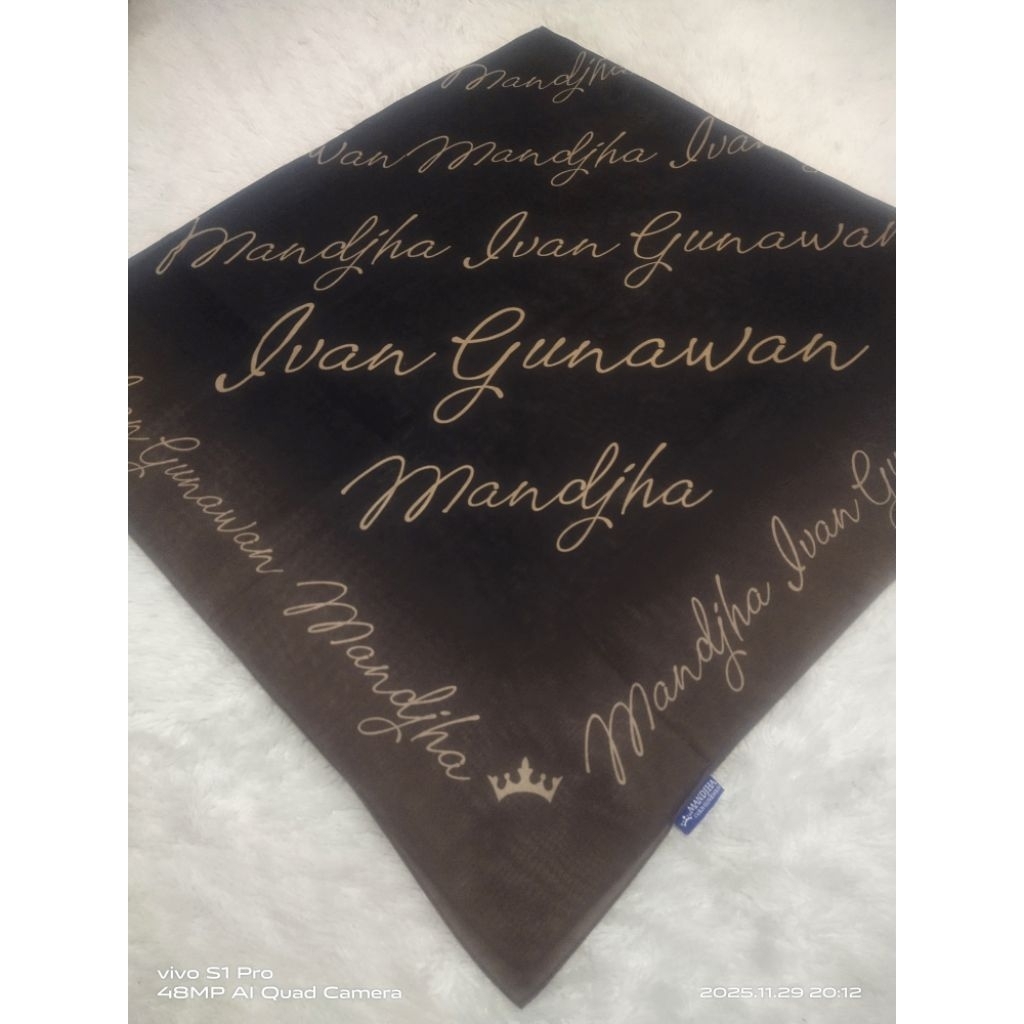 Mandjha
Mandjha Ivan
Mandjha Ivan Gunawan
Ivan Gunawan
Mandjha
Gunawan Mandjha
Mandjha Ivan
MANDJHA
vivo S1 Pro
48MP AI Quad Camera
2025.11.29 20:12